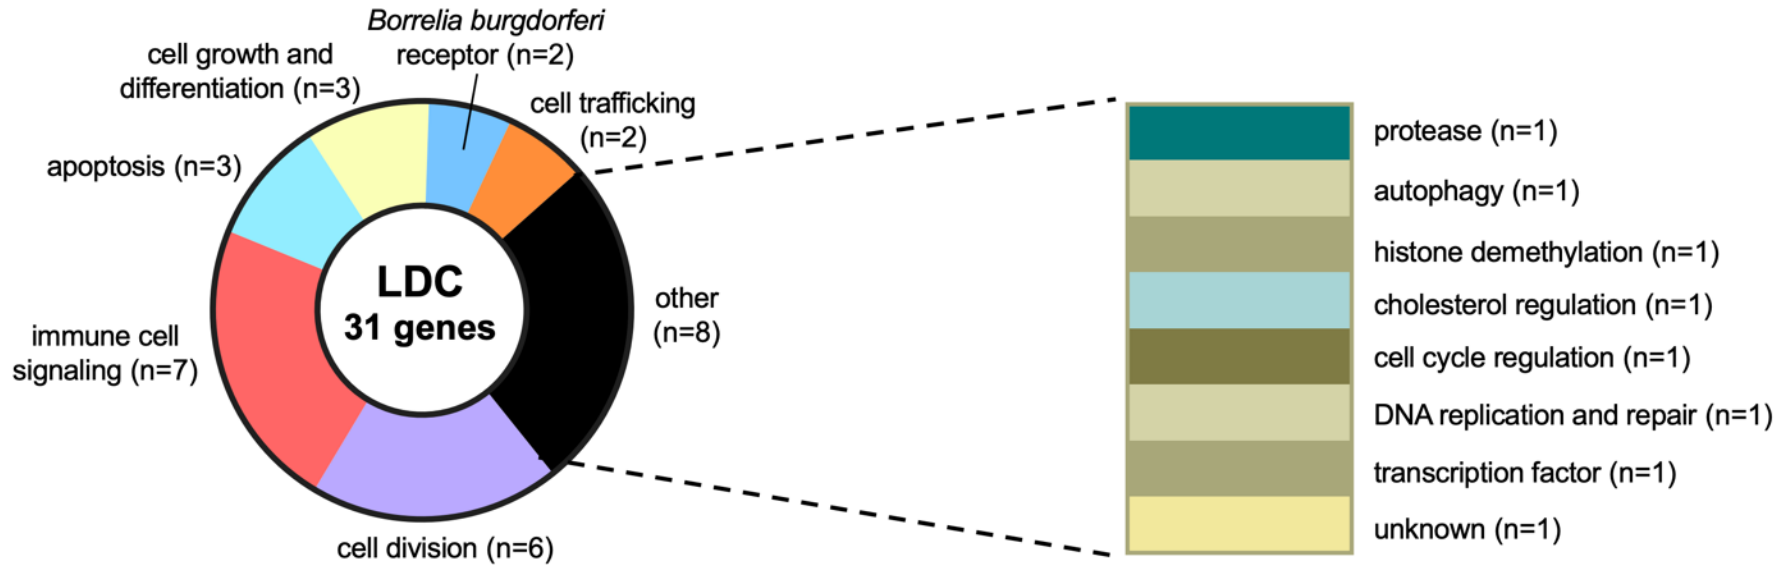 Borrelia burgdorferi
receptor (n=2)
cell growth and
differentiation (n=3)
cell trafficking
(n=2)
apoptosis (n=3)
LDC
31 genes
other
(n=8)
immune cell
signaling (n=7)
cell division (n=6)
protease (n=1)
autophagy (n=1)
histone demethylation (n=1)
cholesterol regulation (n=1)
cell cycle regulation (n=1)
DNA replication and repair (n=1)
transcription factor (n=1)
unknown (n=1)